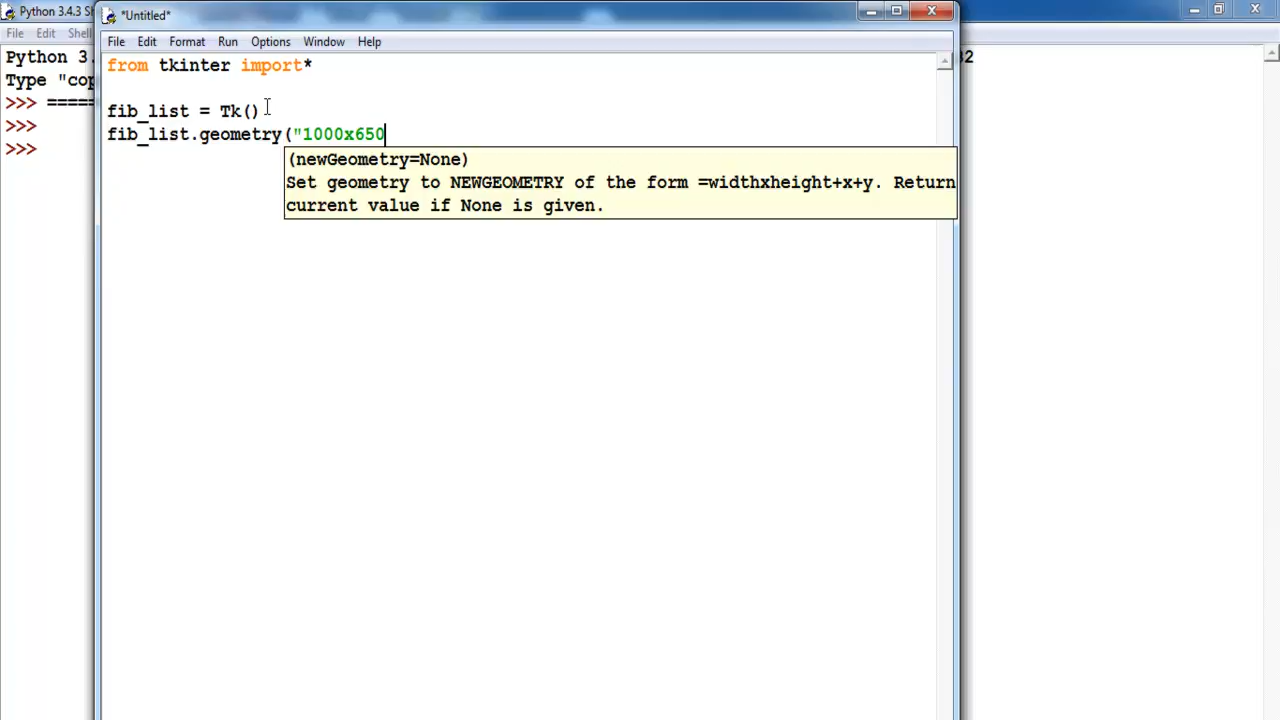 Python 3.4.3 Sh
*Untitled*
File Edit Shell
File Edit Format Run Options Window Help
Python 3.
32
Type "cop
>>> =====
>>>
>>>
from tkinter import*
fib_list = Tk()
fib_list.geometry("1000x650
(newGeometry=None)
Set geometry to NEWGEOMETRY of the form =widthxheight+x+y. Return
current value if None is given.